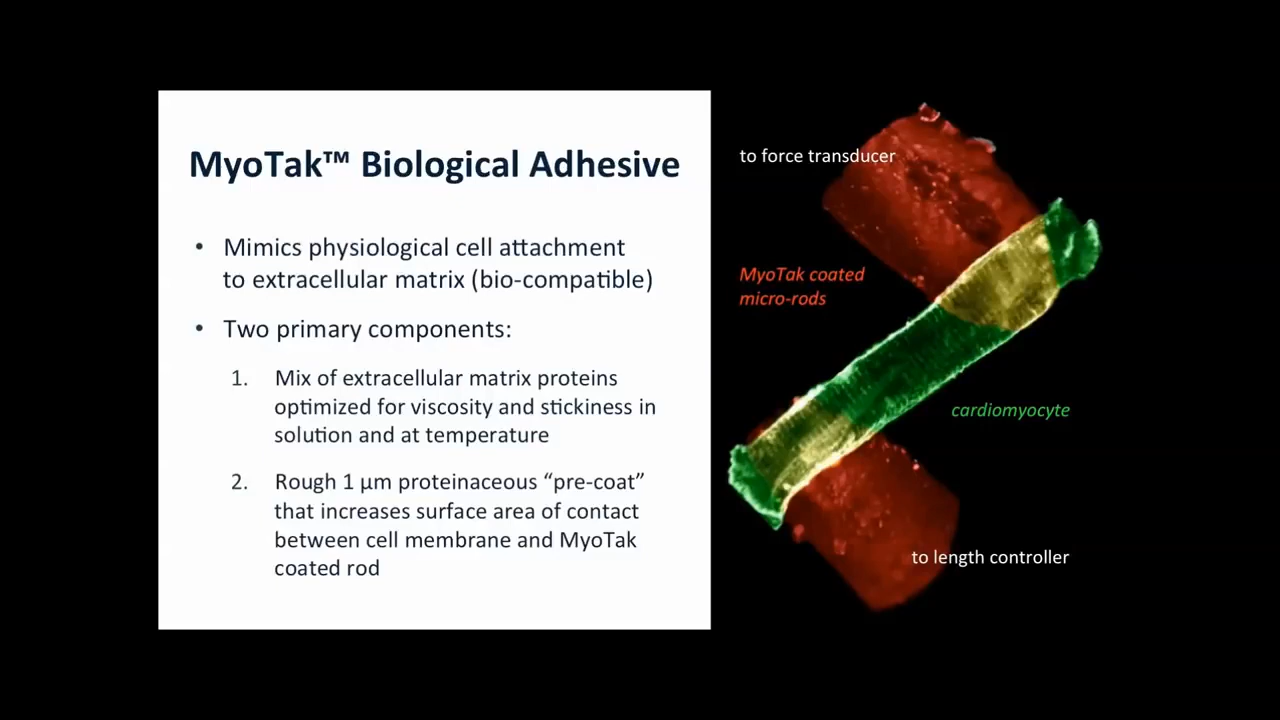 MyoTak™ Biological Adhesive
• Mimics physiological cell attachment
to extracellular matrix (bio-compatible)
• Two primary components:
1. Mix of extracellular matrix proteins
optimized for viscosity and stickiness in
solution and at temperature
2. Rough 1 μm proteinaceous “pre-coat”
that increases surface area of contact
between cell membrane and MyoTak
coated rod
to force transducer
MyoTak coated
micro-rods
cardiomyocyte
to length controller